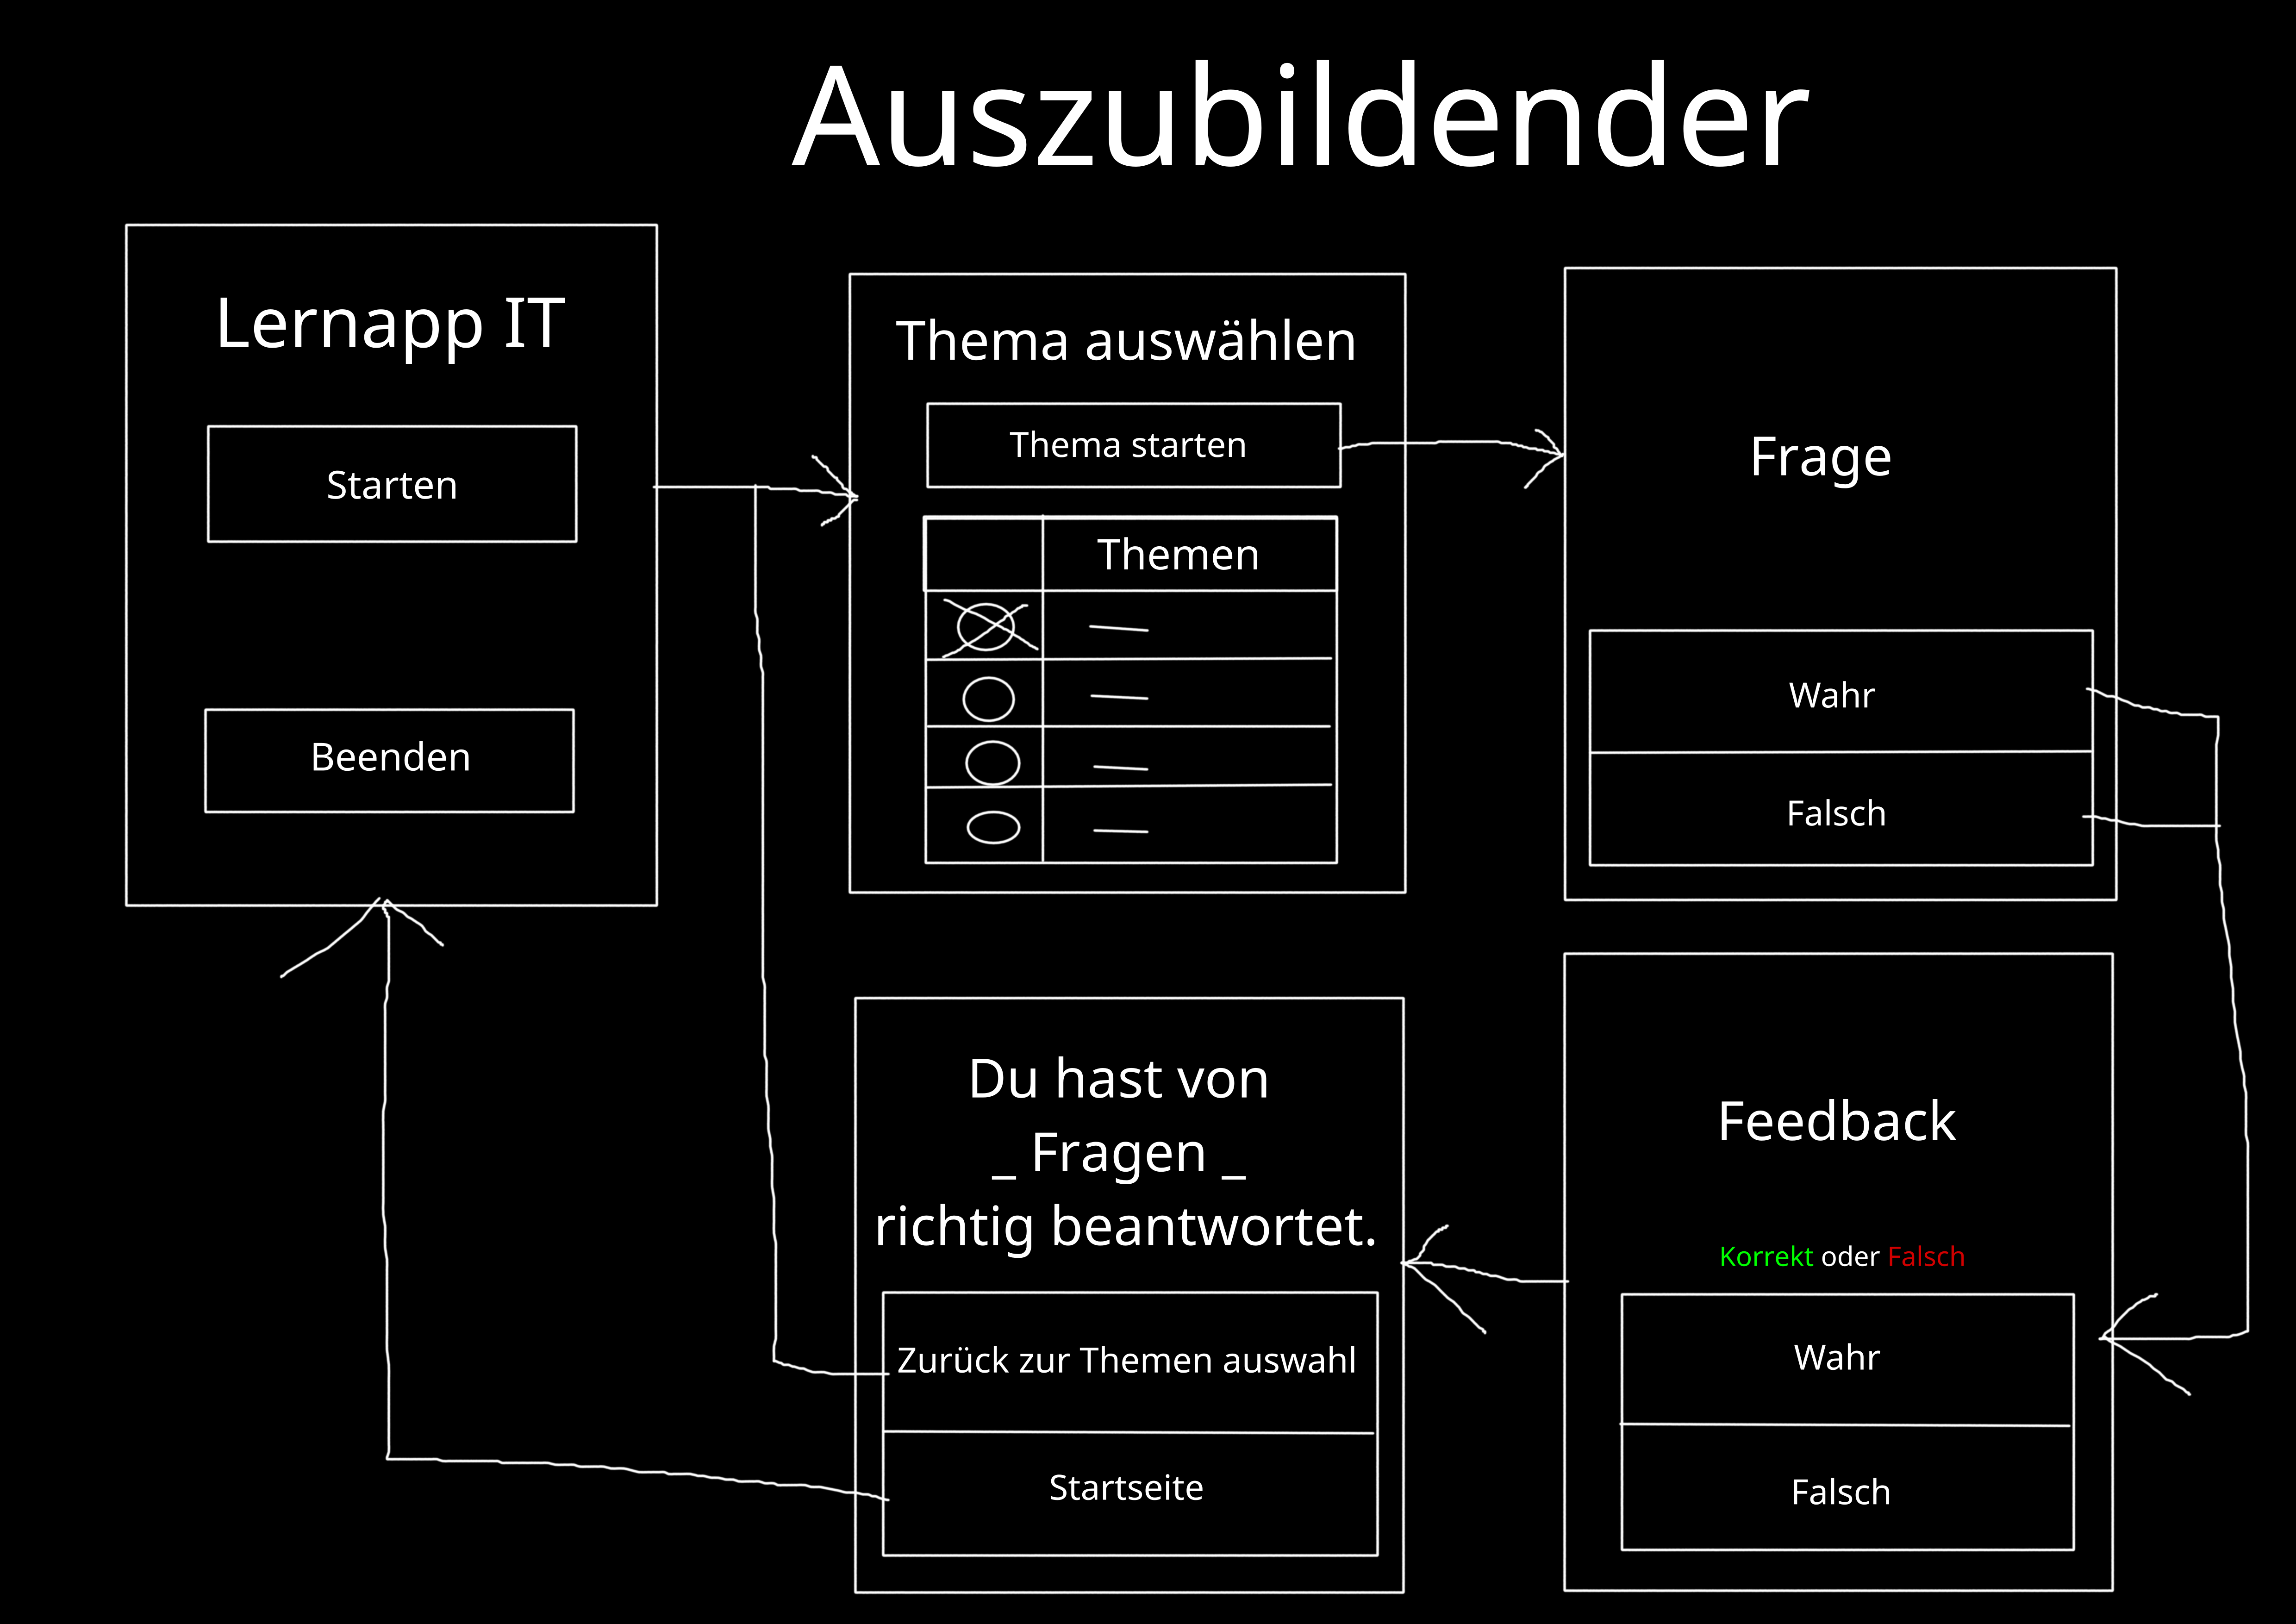 Auszubildender
Lernapp IT
Starten
Beenden
Thema auswählen
Thema starten
Themen
Frage
Wahr
Falsch
Du hast von
_ Fragen _
richtig beantwortet.
Zurück zur Themen auswahl
Startseite
Feedback
Korrekt oder Falsch
Wahr
Falsch